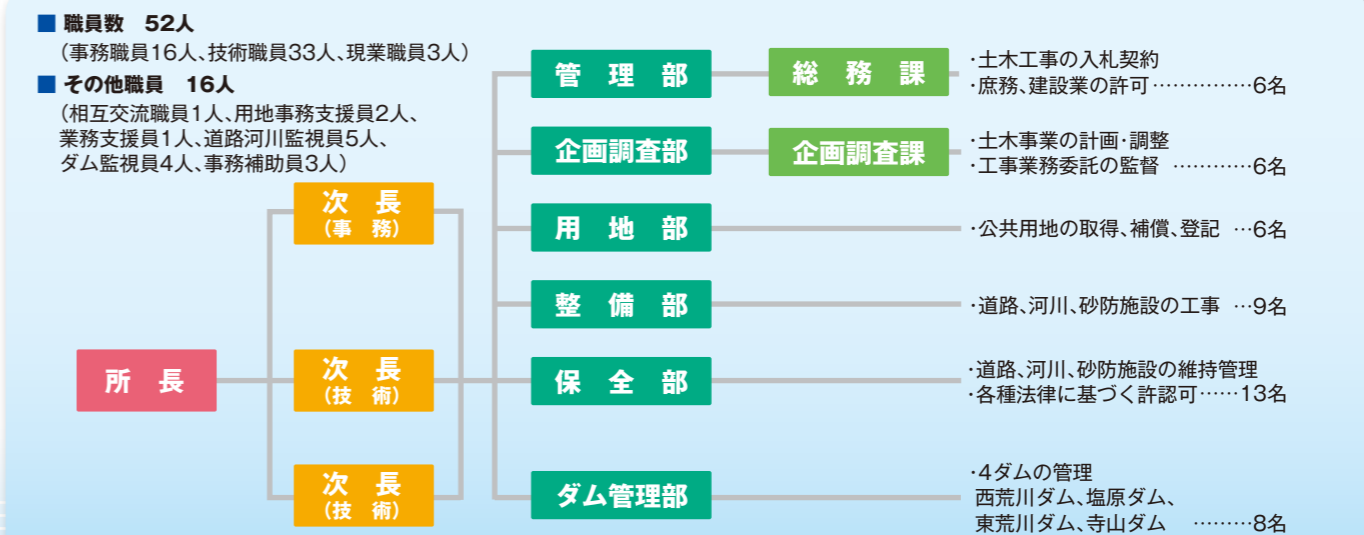 ■ 職員数　52人
（事務職員16人、技術職員33人、現業職員3人）
■ その他職員　16人
（相互交流職員1人、用地事務支援員2人、
業務支援員1人、道路河川監視員5人、
ダム監視員4人、事務補助員3人）
所　長
次　長
（事　務）
次　長
（技　術）
次　長
（技　術）
管　理　部
総　務　課
・土木工事の入札契約
・庶務、建設業の許可……………6名
企画調査部
企画調査課
・土木事業の計画・調整
・工事業務委託の監督 …………6名
用　地　部
・公共用地の取得、補償、登記 …6名
整　備　部
・道路、河川、砂防施設の工事 …9名
保　全　部
・道路、河川、砂防施設の維持管理
・各種法律に基づく許認可……13名
ダム管理部
・4ダムの管理
西荒川ダム、塩原ダム、
東荒川ダム、寺山ダム ………8名